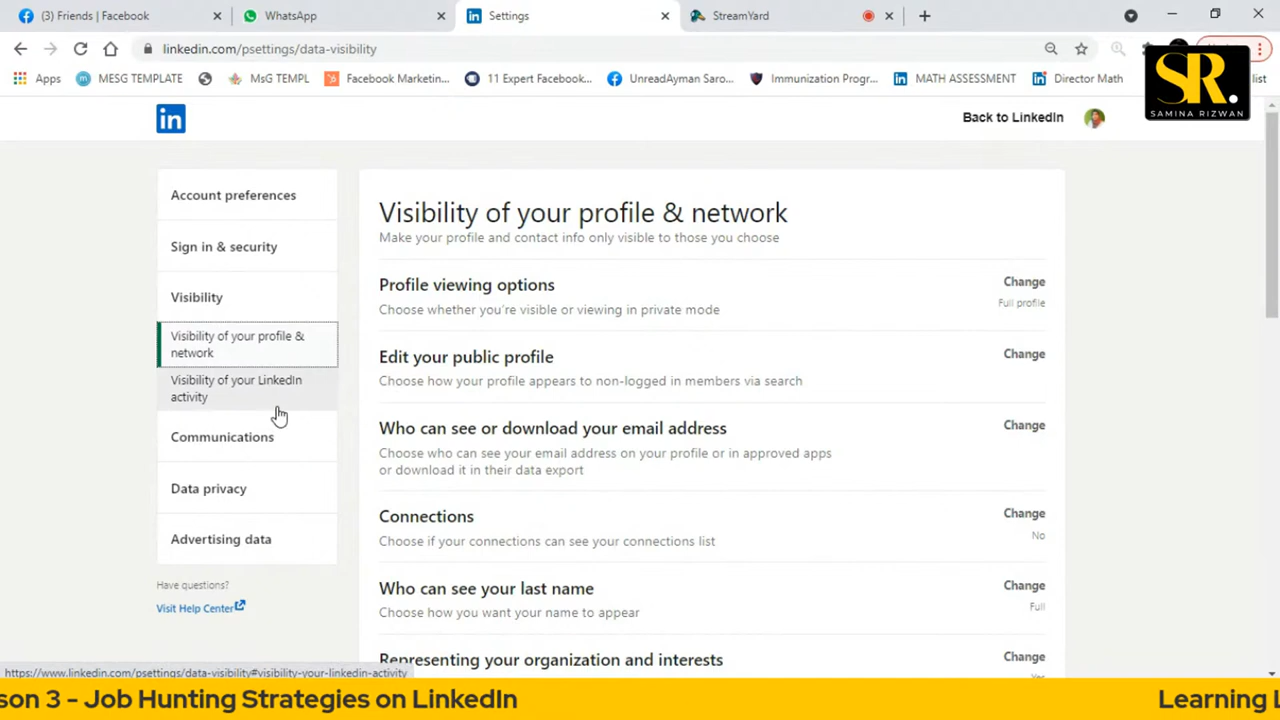 (3) Friends | Facebook
WhatsApp
Settings
StreamYard
linkedin.com/psettings/data-visibility
Apps
MESG TEMPLATE
MsG TEMPL
Facebook Marketin...
11 Expert Facebook...
UnreadAyman Saro...
Immunization Progr...
MATH ASSESSMENT
Director Math
list
SR.
SAMINA RIZWAN
in
Back to LinkedIn
Account preferences
Sign in & security
Visibility
Visibility of your profile &
network
Visibility of your LinkedIn
activity
Communications
Data privacy
Advertising data
Have questions?
Visit Help Center
Visibility of your profile & network
Make your profile and contact info only visible to those you choose
Profile viewing options
Change
Choose whether you're visible or viewing in private mode
Full profile
Edit your public profile
Change
Choose how your profile appears to non-logged in members via search
Who can see or download your email address
Change
Choose who can see your email address on your profile or in approved apps
or download it in their data export
Connections
Change
Choose if your connections can see your connections list
No
Who can see your last name
Change
Choose how you want your name to appear
Full
Representing your organization and interests
Change
Yes
https://www.linkedin.com/psettings/data-visibility#visibility-your-linkedin-activity
son 3 - Job Hunting Strategies on LinkedIn
Learning L